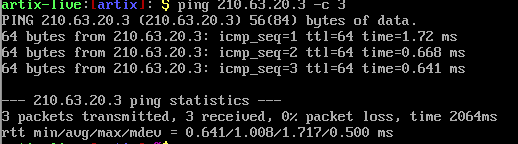 artix-live:[artix]: $ ping 210.63.20.3 -c 3
PING 210.63.20.3 (210.63.20.3) 56(84) bytes of data.
64 bytes from 210.63.20.3: icmp_seq=1 ttl=64 time=1.72 ms
64 bytes from 210.63.20.3: icmp_seq=2 ttl=64 time=0.668 ms
64 bytes from 210.63.20.3: icmp_seq=3 ttl=64 time=0.641 ms

--- 210.63.20.3 ping statistics ---
3 packets transmitted, 3 received, 0% packet loss, time 2064ms
rtt min/avg/max/mdev = 0.641/1.008/1.717/0.500 ms